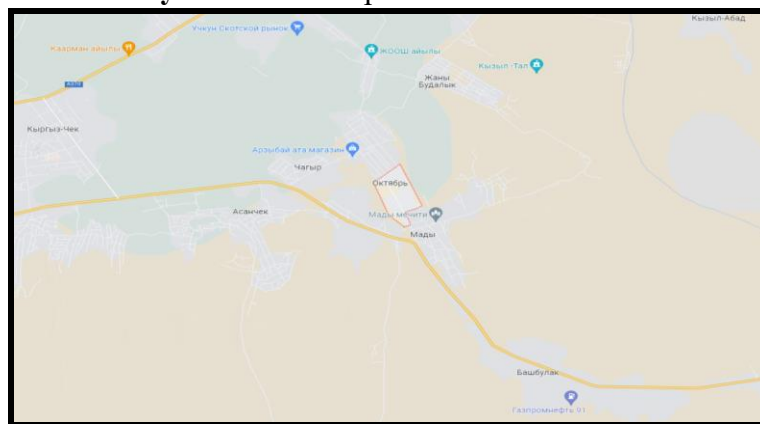 Кызыл-Абад
Учкун Скотской рынок
Каарман айылы
ЖООШ айылы
Кызыл -Тал
Жаны
Будалык
Кыргыз-Чек
Арзыбай ата магазин
Чагыр
Октябрь
Асанчек
Мады мечити
Мады
Башбулак
Газпромнефть 91